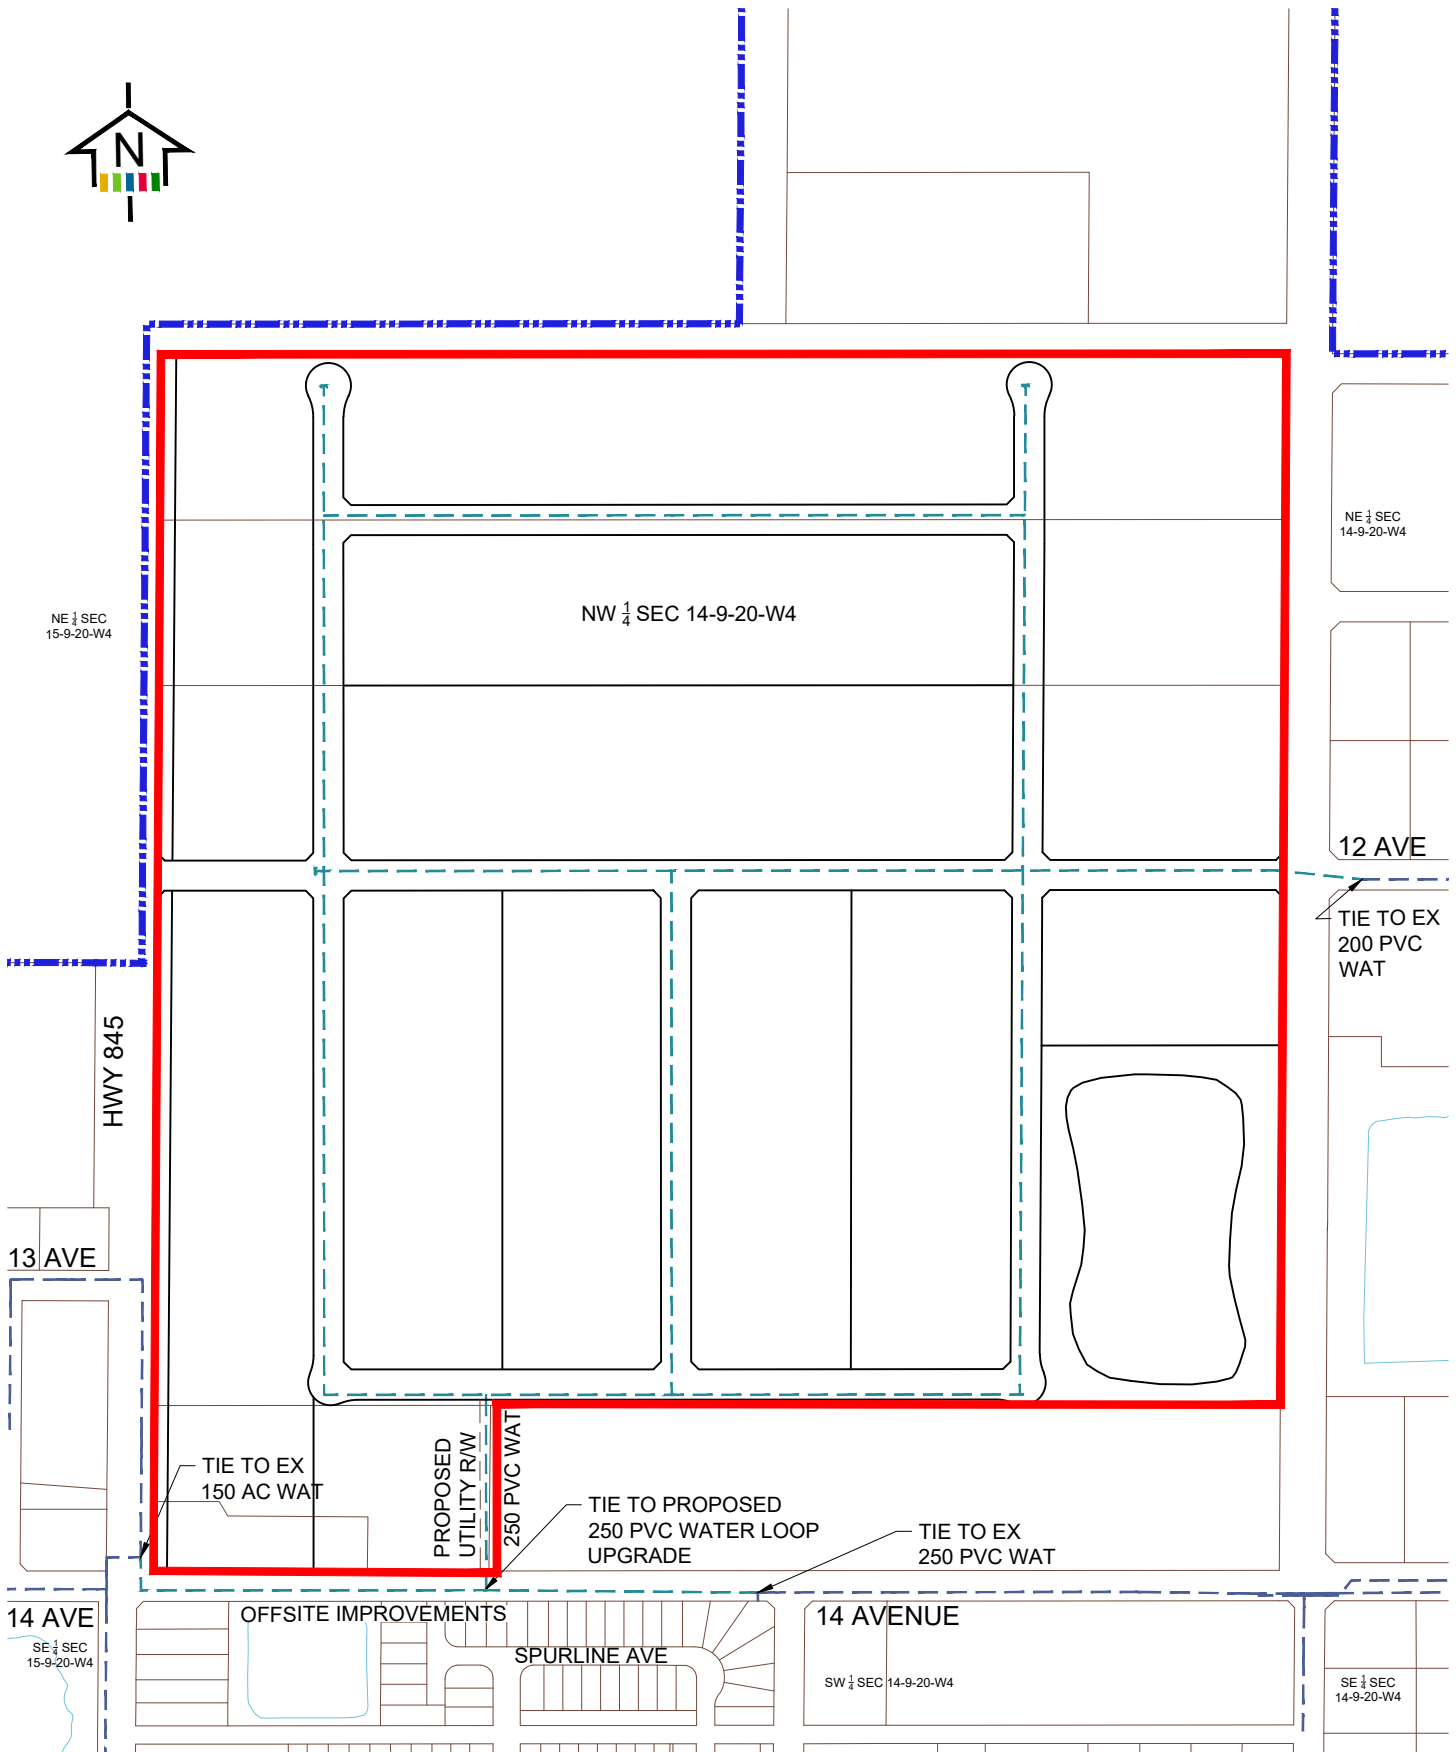 N
NE 1/4 SEC
14-9-20-W4
NE 1/4 SEC
15-9-20-W4
NW 1/4 SEC 14-9-20-W4
12 AVE
TIE TO EX
200 PVC
WAT
HWY 845
13 AVE
TIE TO EX
150 AC WAT
PROPOSED
UTILITY R/W
250 PVC WAT
TIE TO PROPOSED
250 PVC WATER LOOP
UPGRADE
TIE TO EX
250 PVC WAT
14 AVE
OFFSITE IMPROVEMENTS
14 AVENUE
SE 1/4 SEC
15-9-20-W4
SPURLINE AVE
SW 1/4 SEC 14-9-20-W4
SE 1/4 SEC
14-9-20-W4